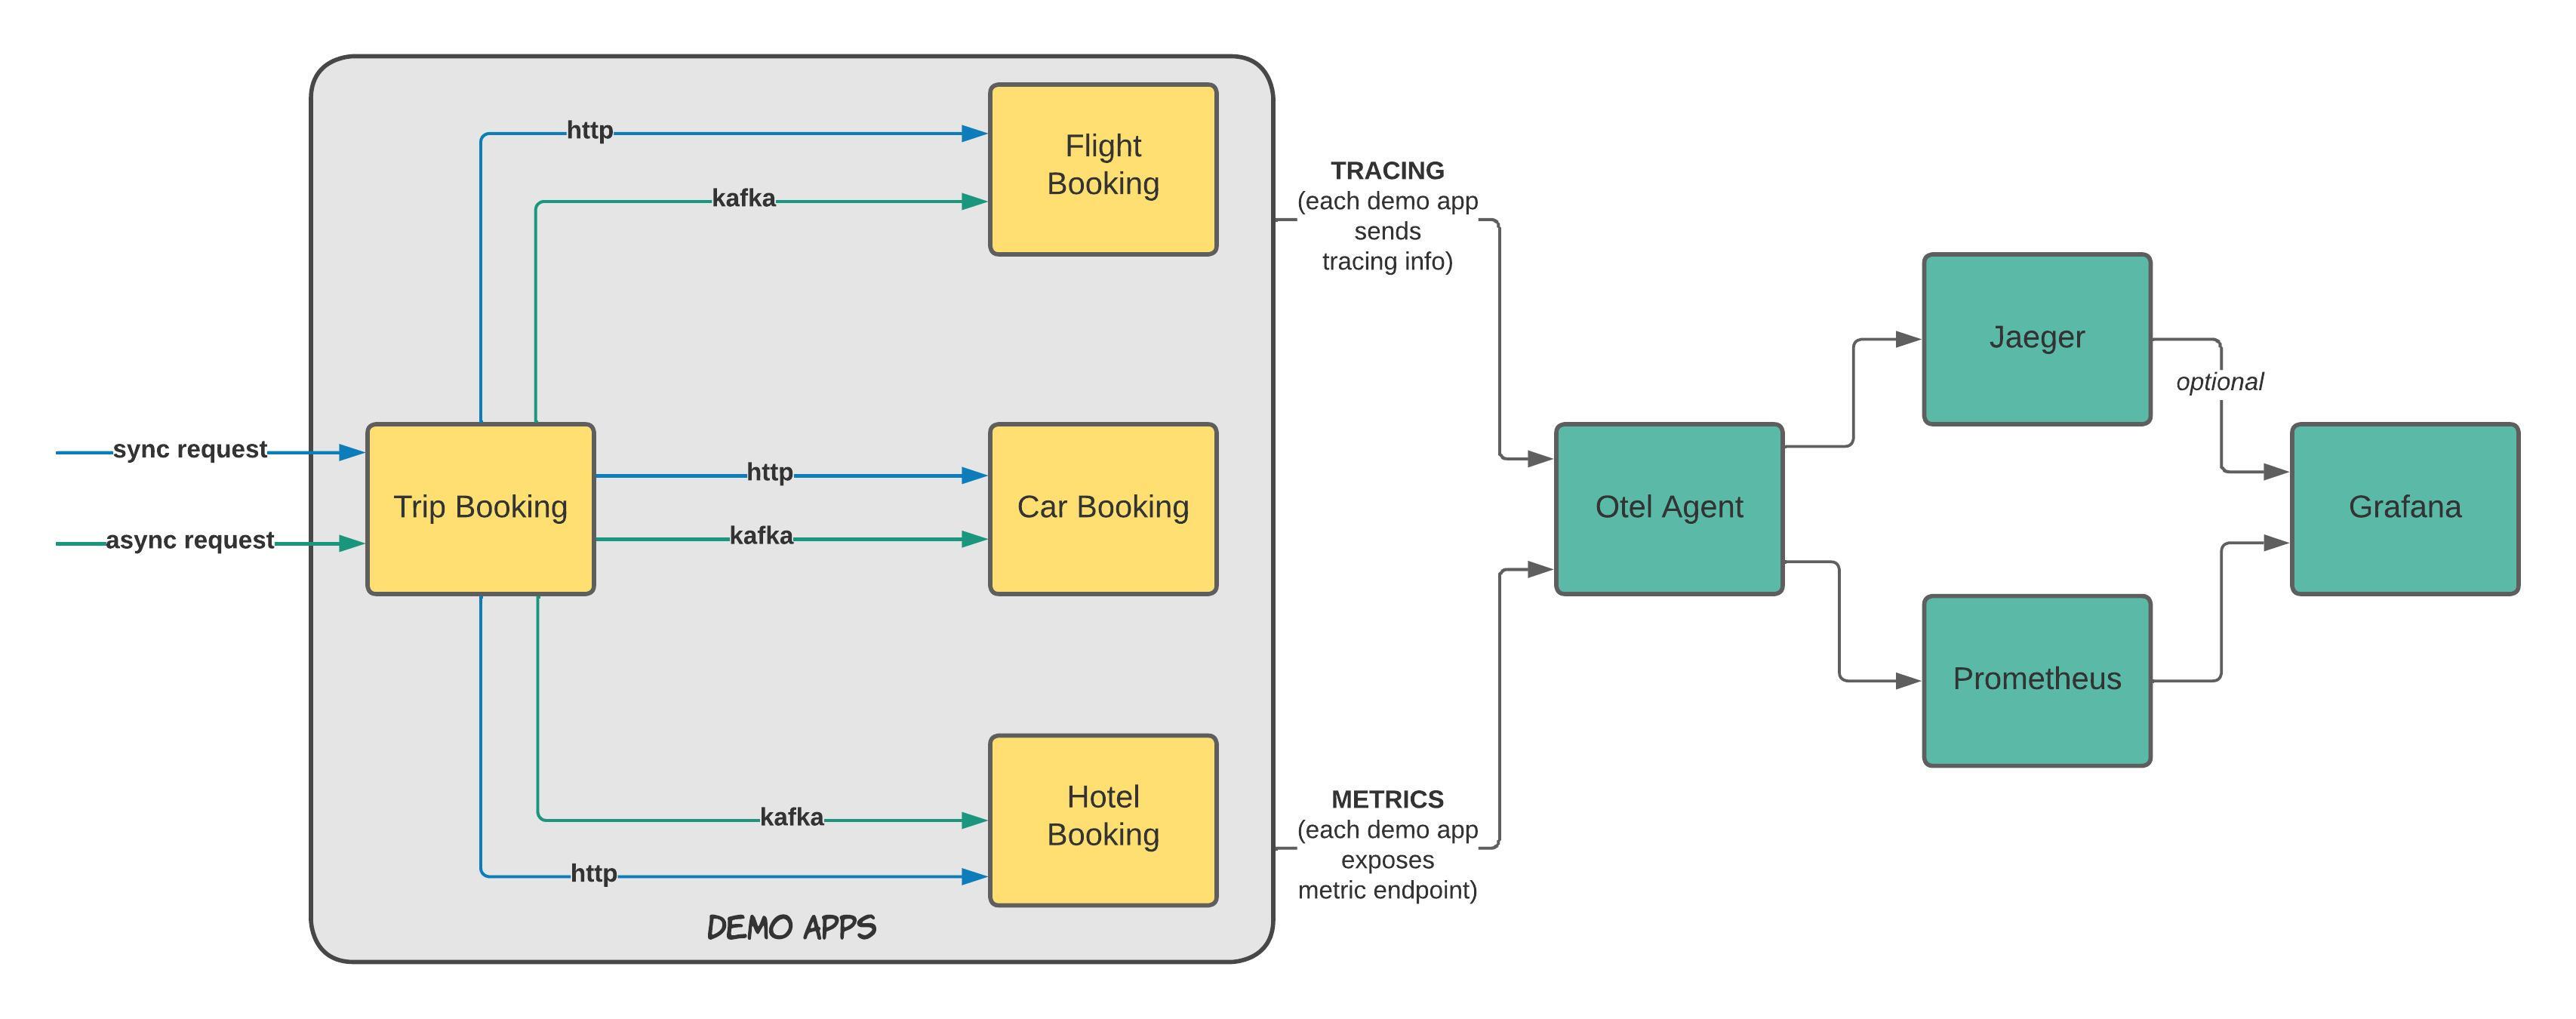 http
Flight
Booking
kafka
TRACING
(each demo app
sends
tracing info)
Jaeger
optional
sync request
http
Trip Booking
Car Booking
Otel Agent
Grafana
async request
kafka
Prometheus
Hotel
Booking
kafka
http
METRICS
(each demo app
exposes
metric endpoint)
DEMO APPS